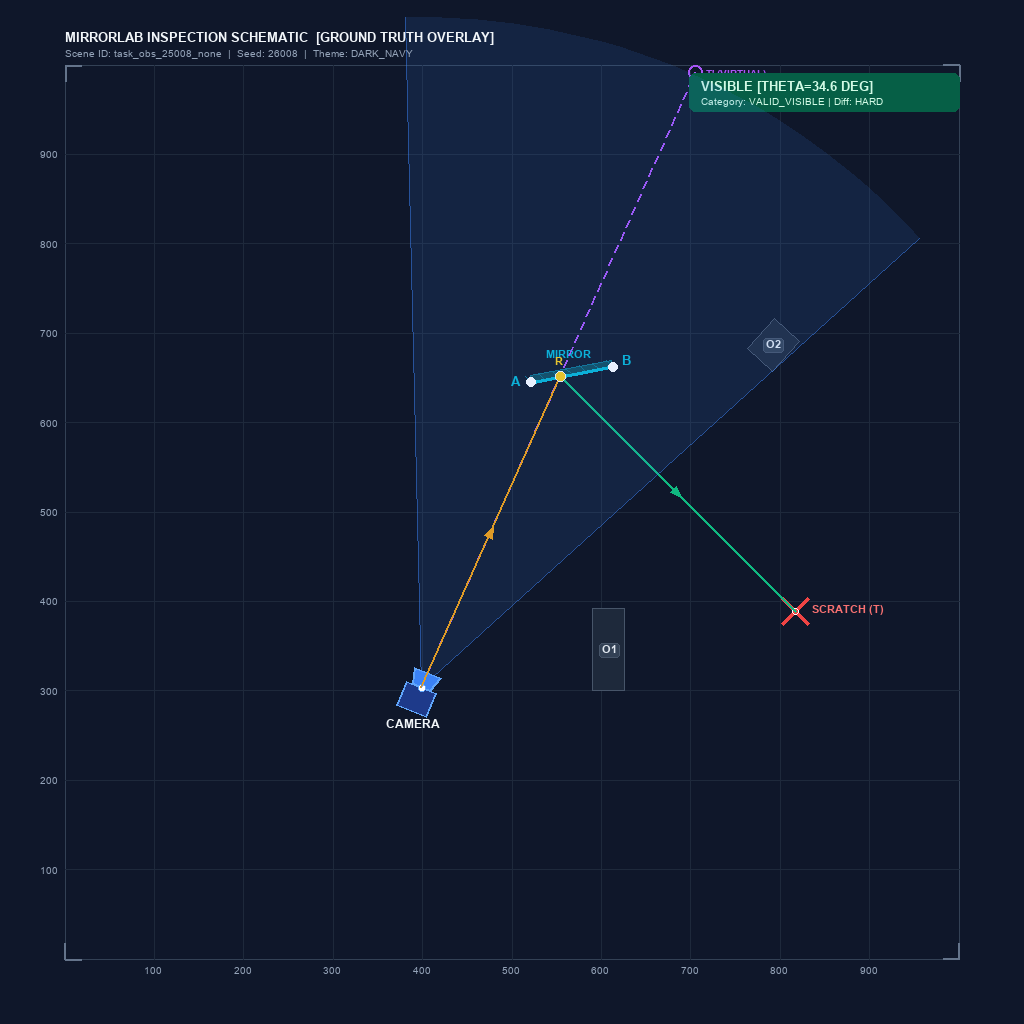 MIRRORLAB INSPECTION SCHEMATIC [GROUND TRUTH OVERLAY]
Scene ID: task_obs_25008_none | Seed: 26008 | Theme: DARK_NAVY
VISIBLE [THETA=34.6 DEG]
Category: VALID_VISIBLE | Diff: HARD
900
800
O2
700
MIRROR
R
A
B
600
500
400
SCRATCH (T)
O1
300
CAMERA
200
100
100 200 300 400 500 600 700 800 900